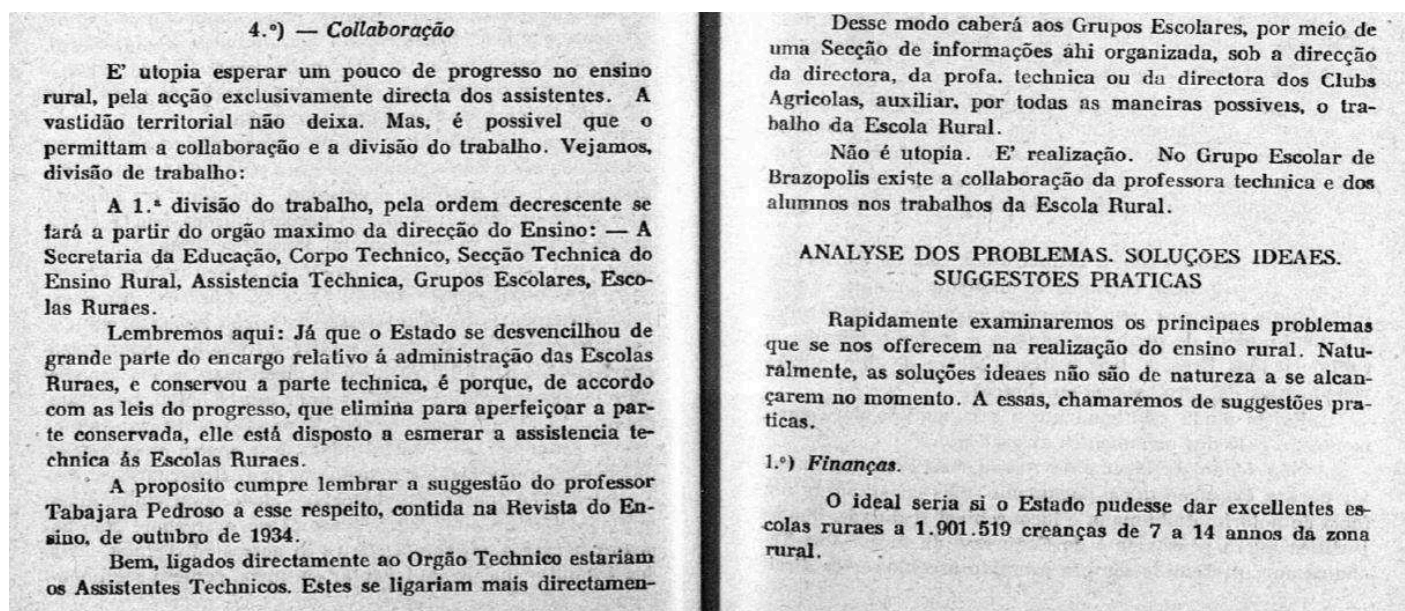 4.º) — Collaboração
E' utopia esperar um pouco de progresso no ensino
rural, pela acção exclusivamente directa dos assistentes. A
vastidão territorial não deixa. Mas, é possivel que o
permittam a collaboração e a divisão do trabalho. Vejamos,
divisão de trabalho:
A 1.ª divisão do trabalho, pela ordem decrescente se
fará a partir do orgão maximo da direcção do Ensino: — A
Secretaria da Educação, Corpo Technico, Secção Technica do
Ensino Rural, Assistencia Technica, Grupos Escolares, Esco-
las Ruraes.
Lembremos aqui: Já que o Estado se desvencilhou de
grande parte do encargo relativo á administração das Escolas
Ruraes, e conservou a parte technica, é porque, de accordo
com as leis do progresso, que elimina para aperfeiçoar a par-
te conservada, elle está disposto a esmerar a assistencia te-
chnica ás Escolas Ruraes.
A proposito cumpre lembrar a suggestão do professor
Tabajara Pedroso a esse respeito, contida na Revista do En-
sino, de outubro de 1934.
Bem, ligados directamente ao Orgão Technico estariam
os Assistentes Technicos. Estes se ligariam mais directamen-
Desse modo caberá aos Grupos Escolares, por meio de
uma Secção de informações ahi organizada, sob a direcção
da directora, da profa. technica ou da directora dos Clubs
Agricolas, auxiliar, por todas as maneiras possiveis, o tra-
balho da Escola Rural.
Não é utopia. E' realização. No Grupo Escolar de
Brazopolis existe a collaboração da professora technica e dos
alumnos nos trabalhos da Escola Rural.
ANALYSE DOS PROBLEMAS. SOLUÇÕES IDEAES.
SUGGESTÕES PRATICAS
Rapidamente examinaremos os principaes problemas
que se nos offerecem na realização do ensino rural. Natu-
ralmente, as soluções ideaes não são de natureza a se alcan-
çarem no momento. A essas, chamaremos de suggestões pra-
ticas.
1.º) Finanças.
O ideal seria si o Estado pudesse dar excellentes es-
colas ruraes a 1.901.519 creanças de 7 a 14 annos da zona
rural.